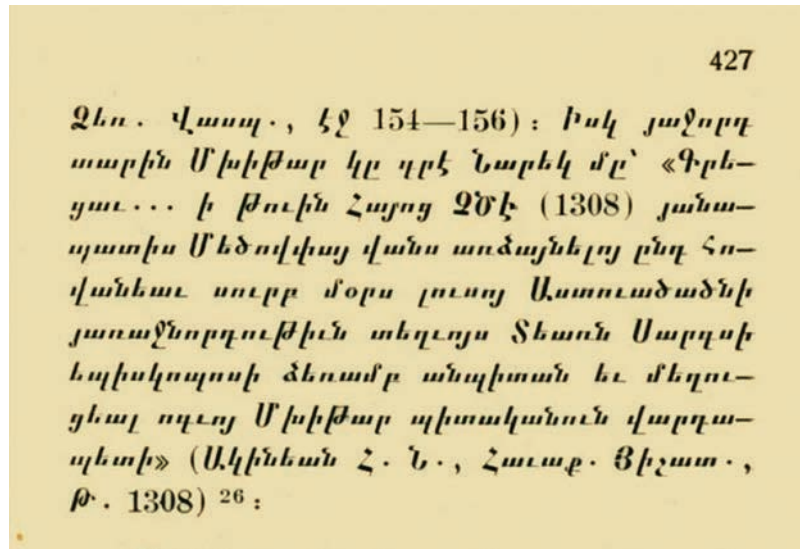 427
Ձեռ. Վասպ., էջ 154—156)։ Իսկ յաջորդ
տարին Մխիթար կը գրէ Նարեկ մը՝ «Գրե-
ցաւ... ի Թուին Հայոց ՉԾԷ (1308) յանա-
պատիս Մեծովփայ վանս առձայնելոյ ընդ Հո-
վանեաւ սուրբ մօրս լուսոյ Աստուածածնի
յառաջնորդութիւն տեղւոյս Տեառն Սարգսի
եպիսկոպոսի ձեռամբ անպիտան եւ մեղու-
ցեալ ոգւոյ Մխիթար պիտականուն վարդա-
պետի» (Ակինեան Հ. Ն., Հաւաք. Յիշատ.,
Թ. 1308) 26։